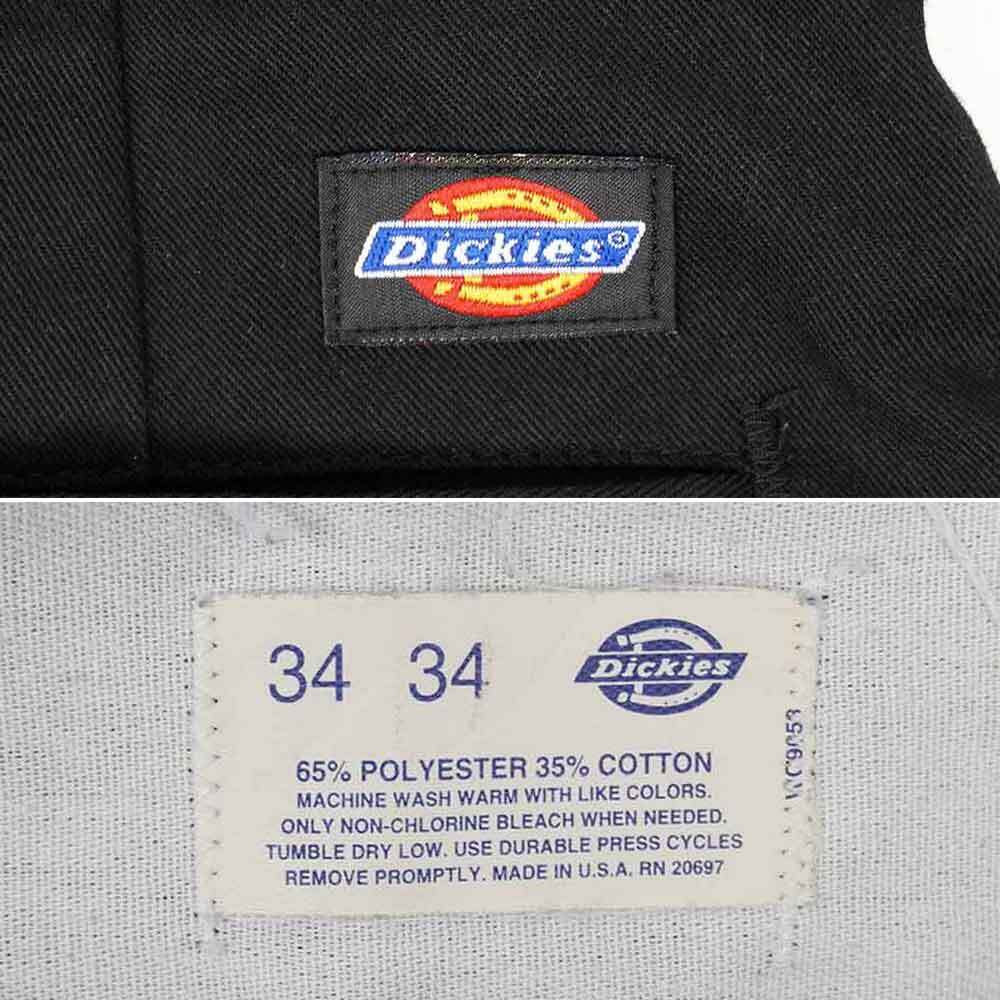 Dickies®
34 34
Dickies
65% POLYESTER 35% COTTON
MACHINE WASH WARM WITH LIKE COLORS.
ONLY NON-CHLORINE BLEACH WHEN NEEDED.
TUMBLE DRY LOW. USE DURABLE PRESS CYCLES
REMOVE PROMPTLY. MADE IN U.S.A. RN 20697